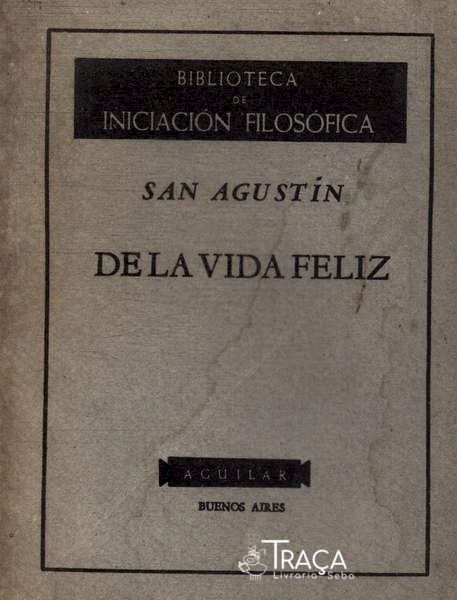 BIBLIOTECA
DE
INICIACIÓN FILOSÓFICA
SAN AGUSTÍN
DE LA VIDA FELIZ
AGUILAR
BUENOS AIRES
TRAÇA
Livraria e Sebo